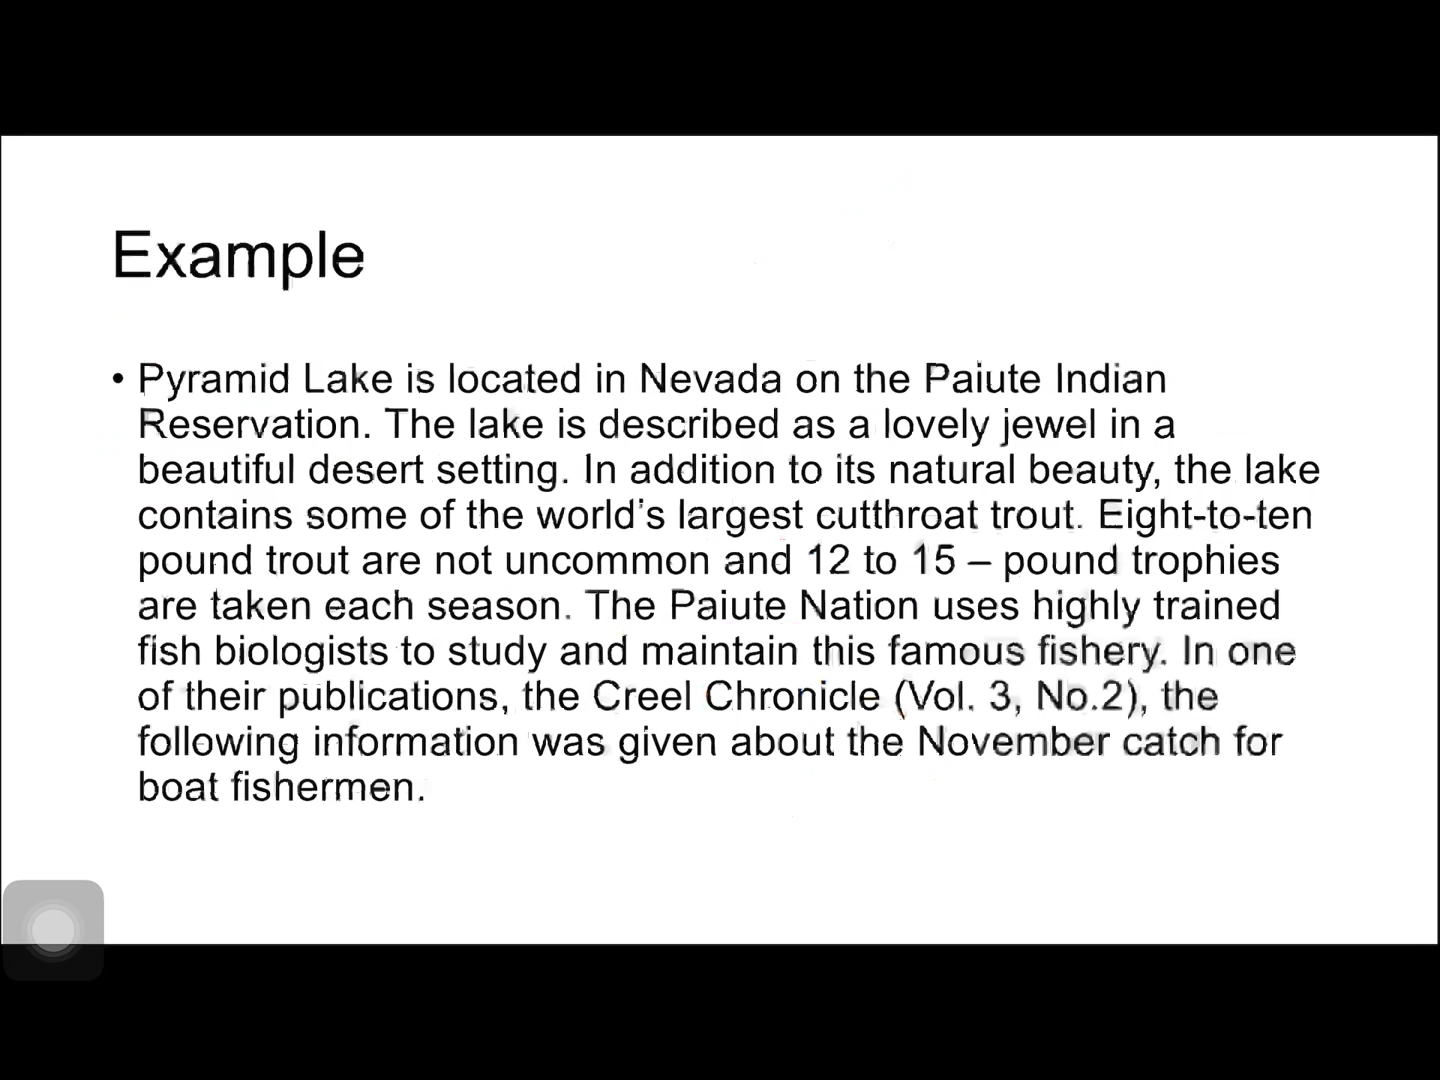 Example
• Pyramid Lake is located in Nevada on the Paiute Indian
Reservation. The lake is described as a lovely jewel in a
beautiful desert setting. In addition to its natural beauty, the lake
contains some of the world's largest cutthroat trout. Eight-to-ten
pound trout are not uncommon and 12 to 15 – pound trophies
are taken each season. The Paiute Nation uses highly trained
fish biologists to study and maintain this famous fishery. In one
of their publications, the Creel Chronicle (Vol. 3, No.2), the
following information was given about the November catch for
boat fishermen.